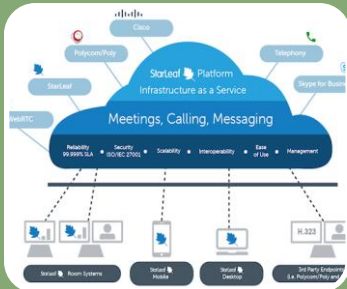 Cisco
Polycom/Poly
Telephony
StarLeaf
StarLeaf Platform
Infrastructure as a Service
Skype for Busin
WebRTC
Meetings, Calling, Messaging
Reliability
99.999% SLA
Security
ISO/IEC 27001
Scalability
Interoperability
Ease
of Use
Management
H.323
StarLeaf Room Systems
StarLeaf
Mobile
StarLeaf
Desktop
3rd Party Endpoints
(i.e. Polycom/Poly and